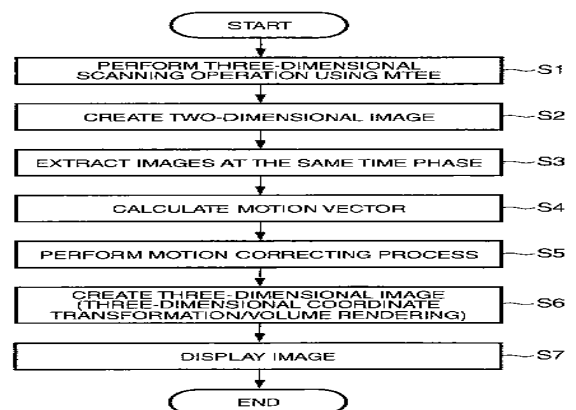 START
PERFORM THREE-DIMENSIONAL
SCANNING OPERATION USING MTEE
S1
CREATE TWO-DIMENSIONAL IMAGE
S2
EXTRACT IMAGES AT THE SAME TIME PHASE
S3
CALCULATE MOTION VECTOR
S4
PERFORM MOTION CORRECTING PROCESS
S5
CREATE THREE-DIMENSIONAL IMAGE
(THREE-DIMENSIONAL COORDINATE
TRANSFORMATION/VOLUME RENDERING)
S6
DISPLAY IMAGE
S7
END